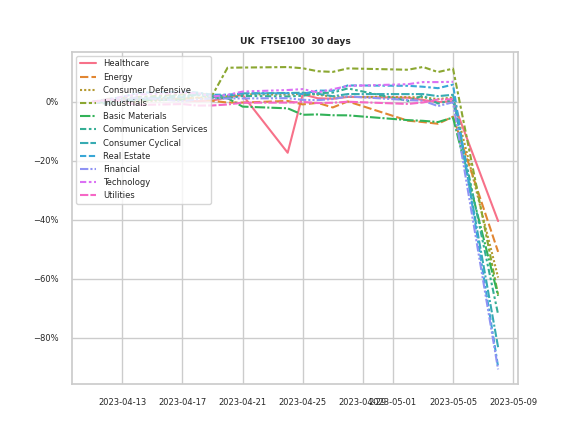 UK FTSE100 30 days
Healthcare
Energy
Consumer Defensive
Industrials
Basic Materials
Communication Services
Consumer Cyclical
Real Estate
Financial
Technology
Utilities
0%
−20%
−40%
−60%
−80%
2023-04-13 2023-04-17 2023-04-21 2023-04-25 2023-04-29 2023-05-01 2023-05-05 2023-05-09